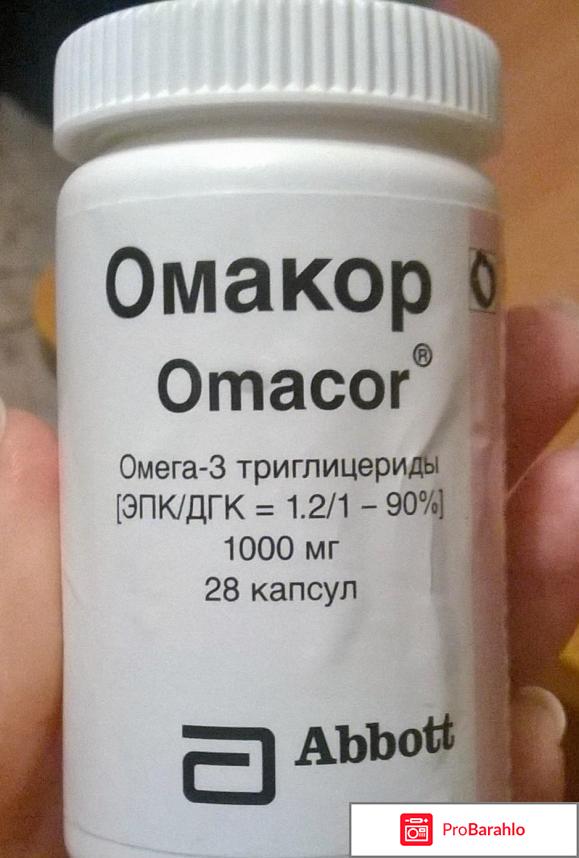 Омакор
Omacor®
Омега-3 триглицериды
[ЭПК/ДГК = 1.2/1 – 90%]
1000 мг
28 капсул
Abbott
ProBarahlo